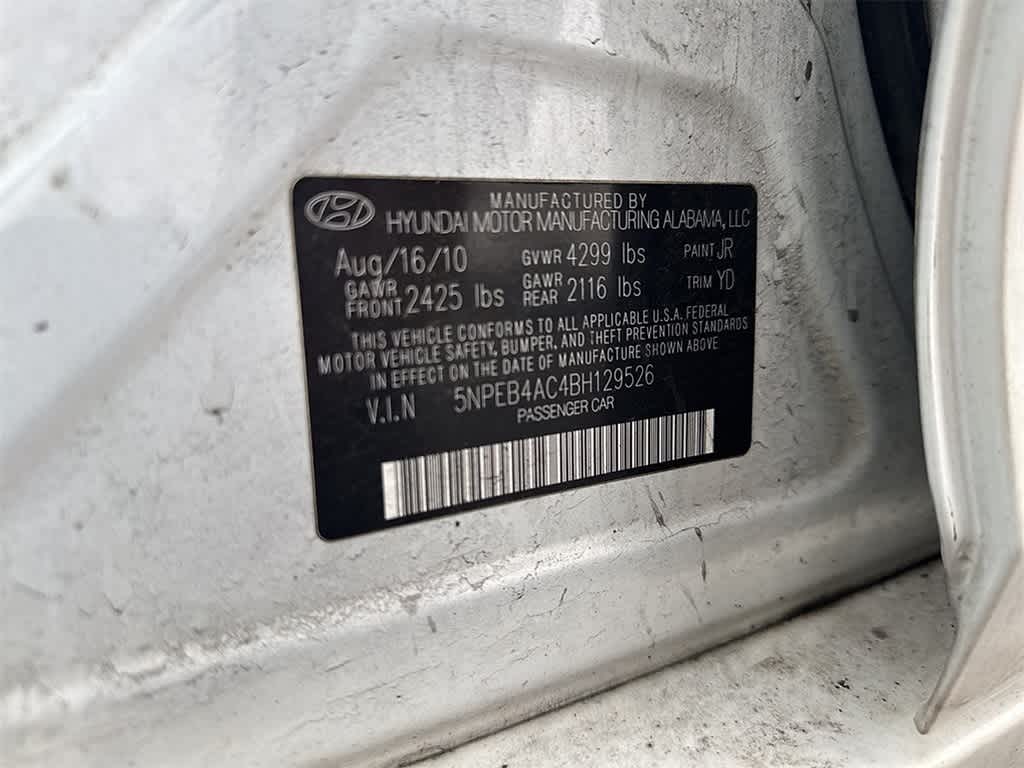 MANUFACTURED BY
HYUNDAI MOTOR MANUFACTURING ALABAMA, LLC
Aug/16/10 GVWR 4299 lbs PAINT JR
GAWR FRONT 2425 lbs GAWR REAR 2116 lbs TRIM YD
THIS VEHICLE CONFORMS TO ALL APPLICABLE U.S.A. FEDERAL
MOTOR VEHICLE SAFETY, BUMPER, AND THEFT PREVENTION STANDARDS
IN EFFECT ON THE DATE OF MANUFACTURE SHOWN ABOVE
V.I.N 5NPEB4AC4BH129526
PASSENGER CAR